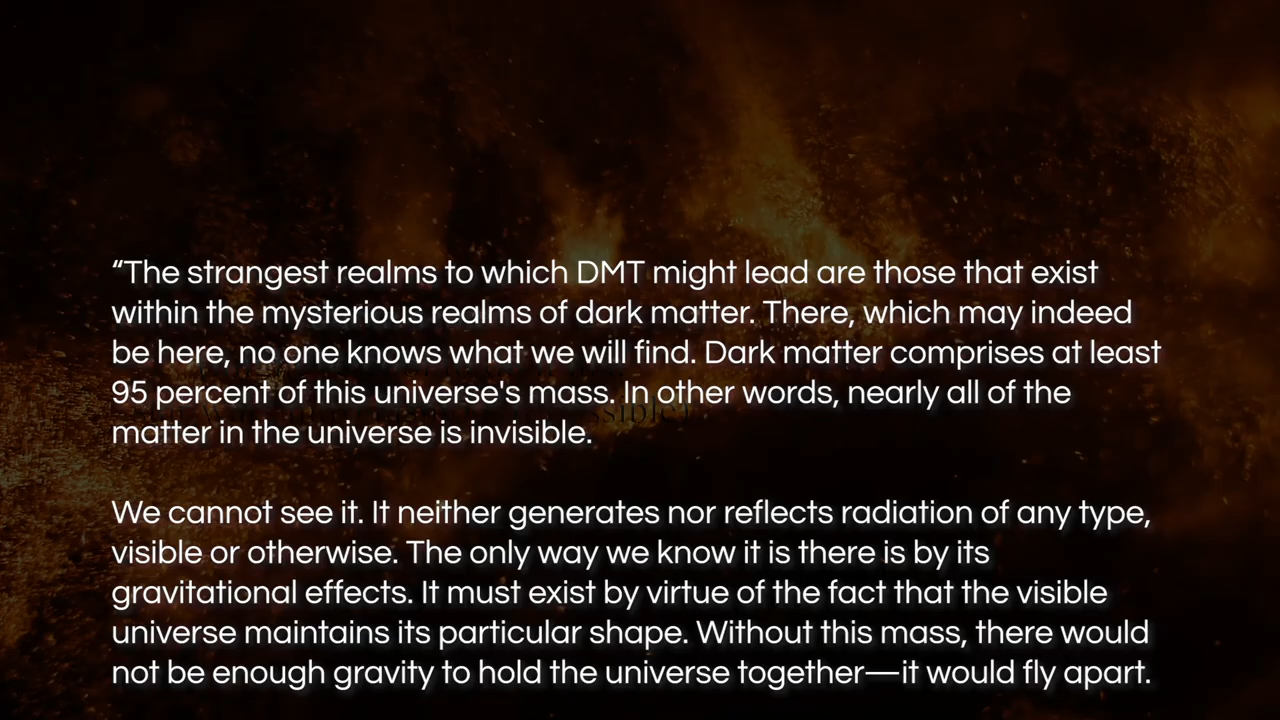 “The strangest realms to which DMT might lead are those that exist
within the mysterious realms of dark matter. There, which may indeed
be here, no one knows what we will find. Dark matter comprises at least
95 percent of this universe's mass. In other words, nearly all of the
matter in the universe is invisible.
We cannot see it. It neither generates nor reflects radiation of any type,
visible or otherwise. The only way we know it is there is by its
gravitational effects. It must exist by virtue of the fact that the visible
universe maintains its particular shape. Without this mass, there would
not be enough gravity to hold the universe together—it would fly apart.